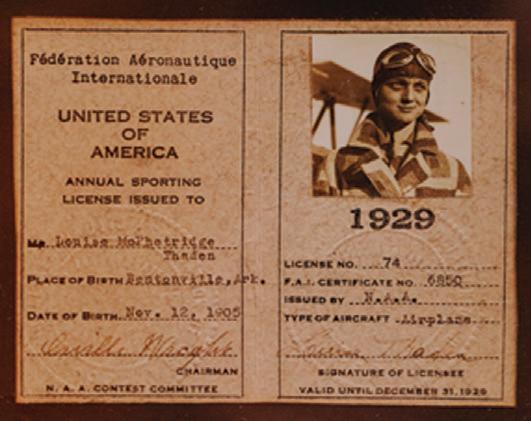 Fédération Aéronautique
Internationale
UNITED STATES
OF
AMERICA
ANNUAL SPORTING
LICENSE ISSUED TO
Mr. Louise McPhetridge
Thaden
PLACE OF BIRTH Bentonville, Ark.
DATE OF BIRTH Nov. 12, 1905
Orville Wright
CHAIRMAN
N. A. A. CONTEST COMMITTEE
1929
LICENSE NO. 74
F.A.I. CERTIFICATE NO. 6850
ISSUED BY N.A.A.
TYPE OF AIRCRAFT Airplane
Louise Thaden
SIGNATURE OF LICENSEE
VALID UNTIL DECEMBER 31, 1929